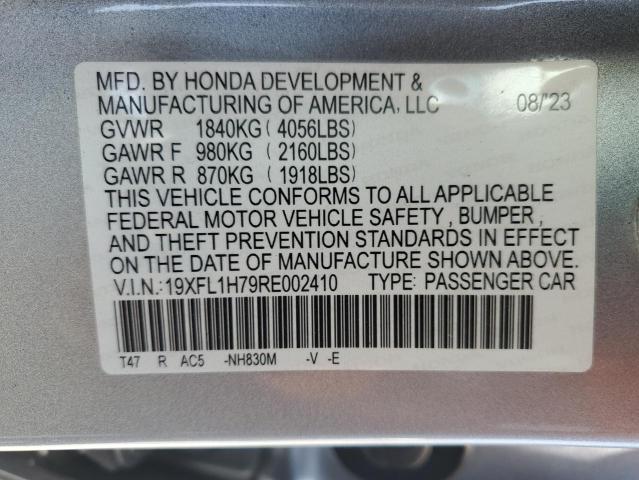 MFD. BY HONDA DEVELOPMENT &
MANUFACTURING OF AMERICA, LLC 08/'23
GVWR 1840KG ( 4056LBS)
GAWR F 980KG ( 2160LBS)
GAWR R 870KG ( 1918LBS)
THIS VEHICLE CONFORMS TO ALL APPLICABLE
FEDERAL MOTOR VEHICLE SAFETY , BUMPER ,
AND THEFT PREVENTION STANDARDS IN EFFECT
ON THE DATE OF MANUFACTURE SHOWN ABOVE.
V.I.N.: 19XFL1H79RE002410 TYPE: PASSENGER CAR
T47 R AC5 -NH830M -V -E